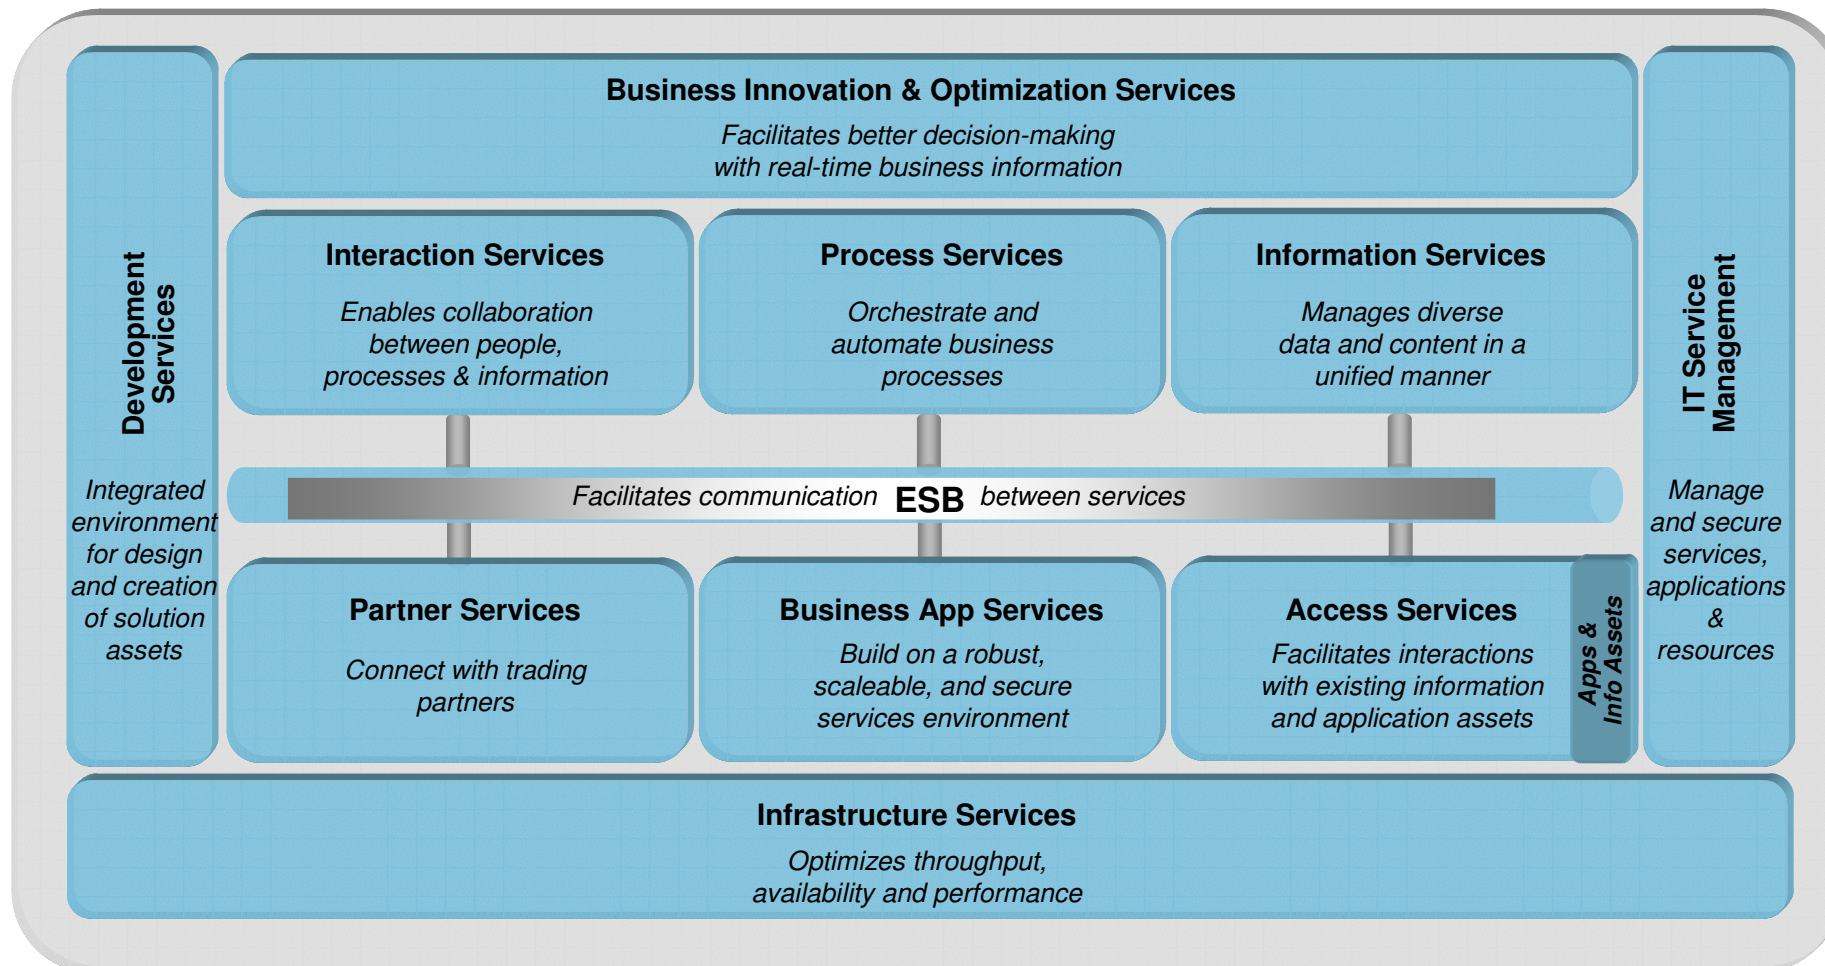 Business Innovation & Optimization Services
Facilitates better decision-making
with real-time business information
Development
Services
Integrated
environment
for design
and creation
of solution
assets
Interaction Services
Enables collaboration
between people,
processes & information
Process Services
Orchestrate and
automate business
processes
Information Services
Manages diverse
data and content in a
unified manner
IT Service
Management
Manage
and secure
services,
applications
&
resources
Facilitates communication ESB between services
Partner Services
Connect with trading
partners
Business App Services
Build on a robust,
scaleable, and secure
services environment
Access Services
Facilitates interactions
with existing information
and application assets
Apps &
Info Assets
Infrastructure Services
Optimizes throughput,
availability and performance